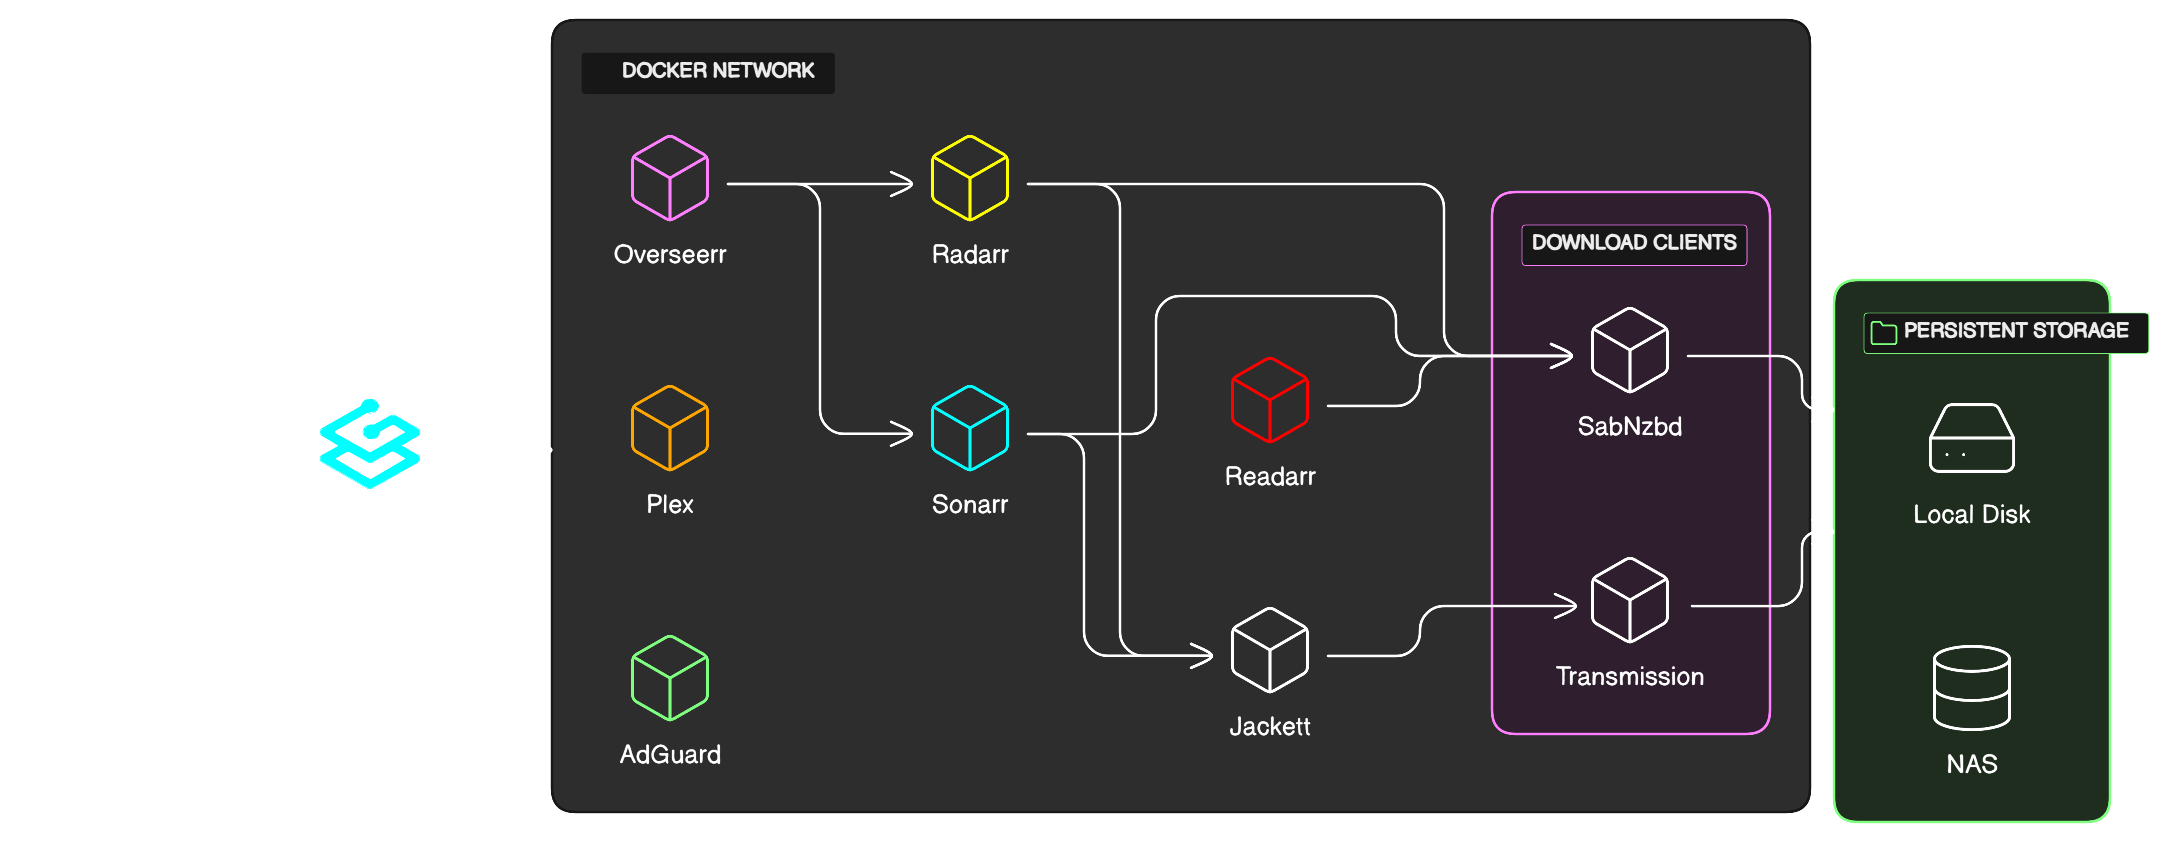 DOCKER NETWORK
Overseerr
Radarr
DOWNLOAD CLIENTS
PERSISTENT STORAGE
SabNzbd
Readarr
Plex
Sonarr
Local Disk
Transmission
Jackett
AdGuard
NAS